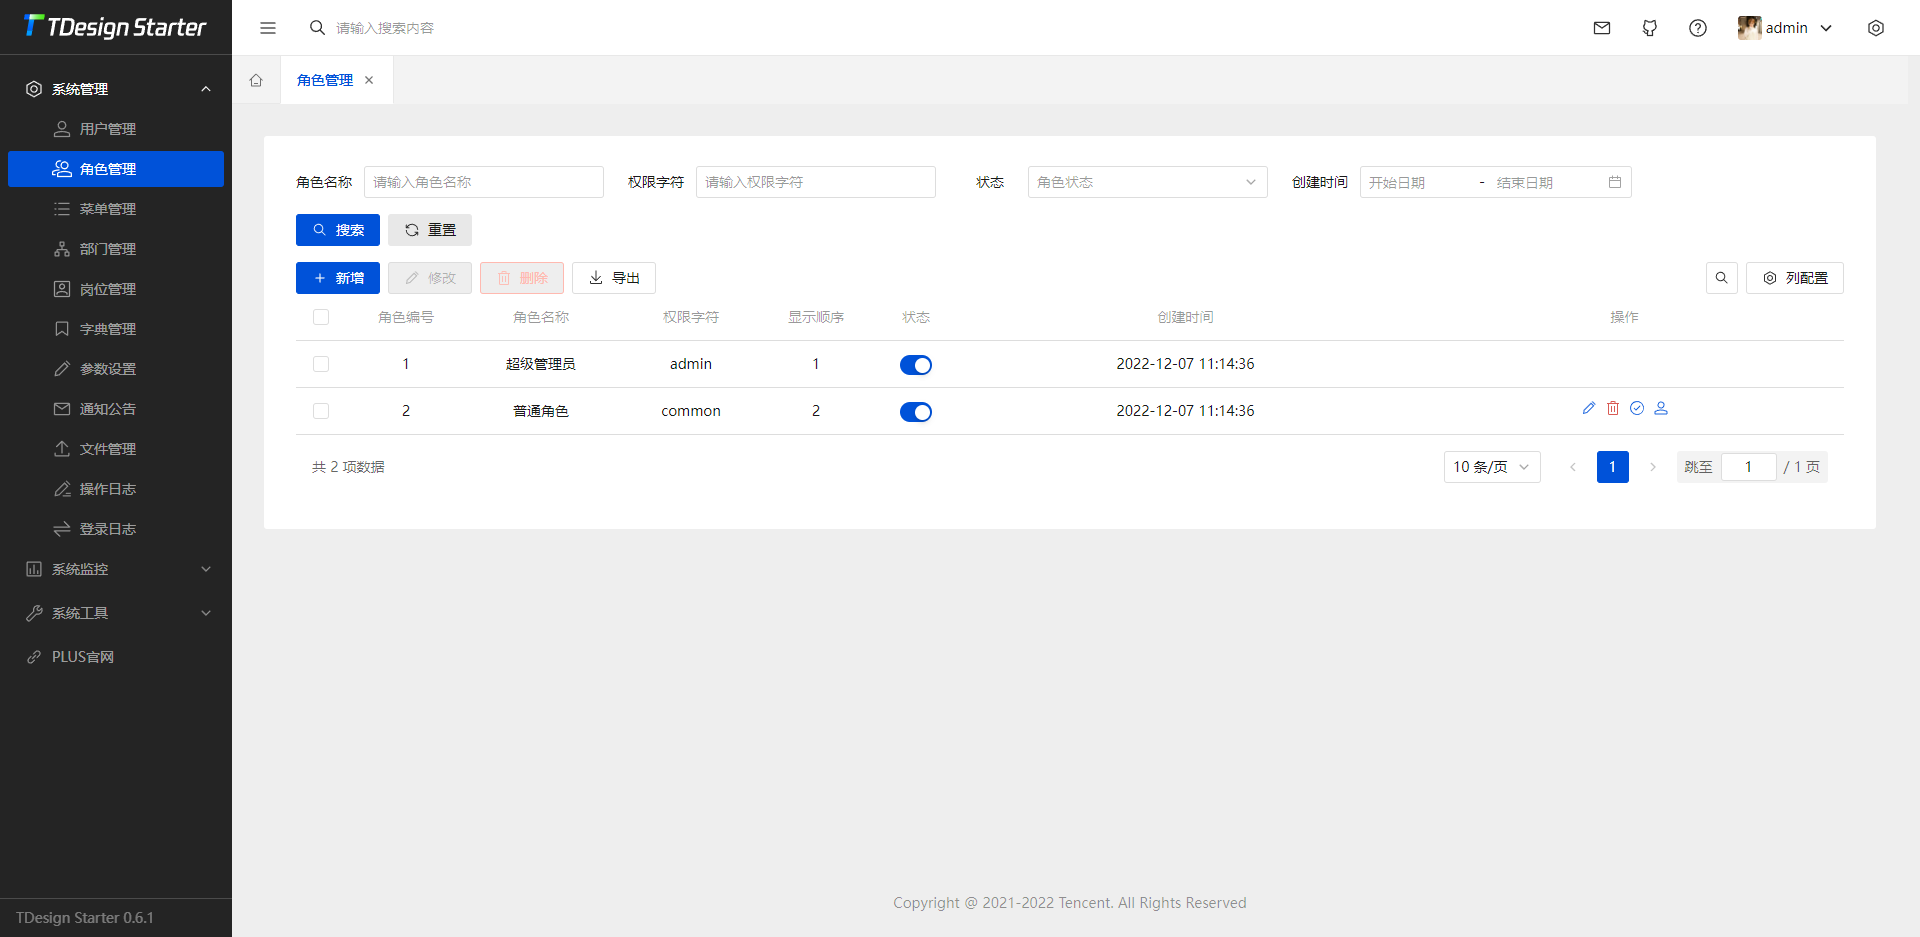 TDesign Starter
请输入搜索内容
admin
系统管理
用户管理
角色管理
菜单管理
部门管理
岗位管理
字典管理
参数设置
通知公告
文件管理
操作日志
登录日志
系统监控
系统工具
PLUS官网
TDesign Starter 0.6.1
角色管理
角色名称 请输入角色名称 权限字符 请输入权限字符 状态 角色状态 创建时间 开始日期 - 结束日期
搜索 重置
新增 修改 删除 导出 列配置
角色编号 角色名称 权限字符 显示顺序 状态 创建时间 操作
1 超级管理员 admin 1 2022-12-07 11:14:36
2 普通角色 common 2 2022-12-07 11:14:36
共 2 项数据 10 条/页 1 跳至 1 / 1 页
Copyright @ 2021-2022 Tencent. All Rights Reserved